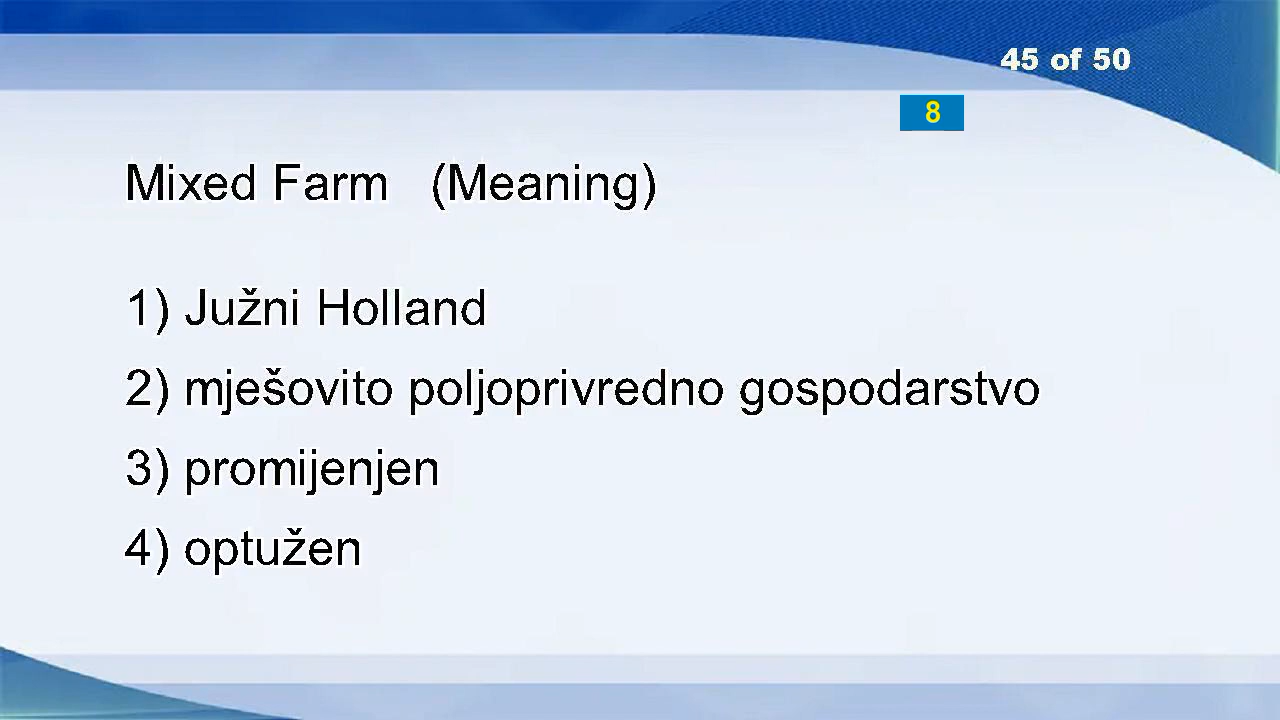 45 of 50
8
Mixed Farm (Meaning)
1) Južni Holland
2) mješovito poljoprivredno gospodarstvo
3) promijenjen
4) optužen